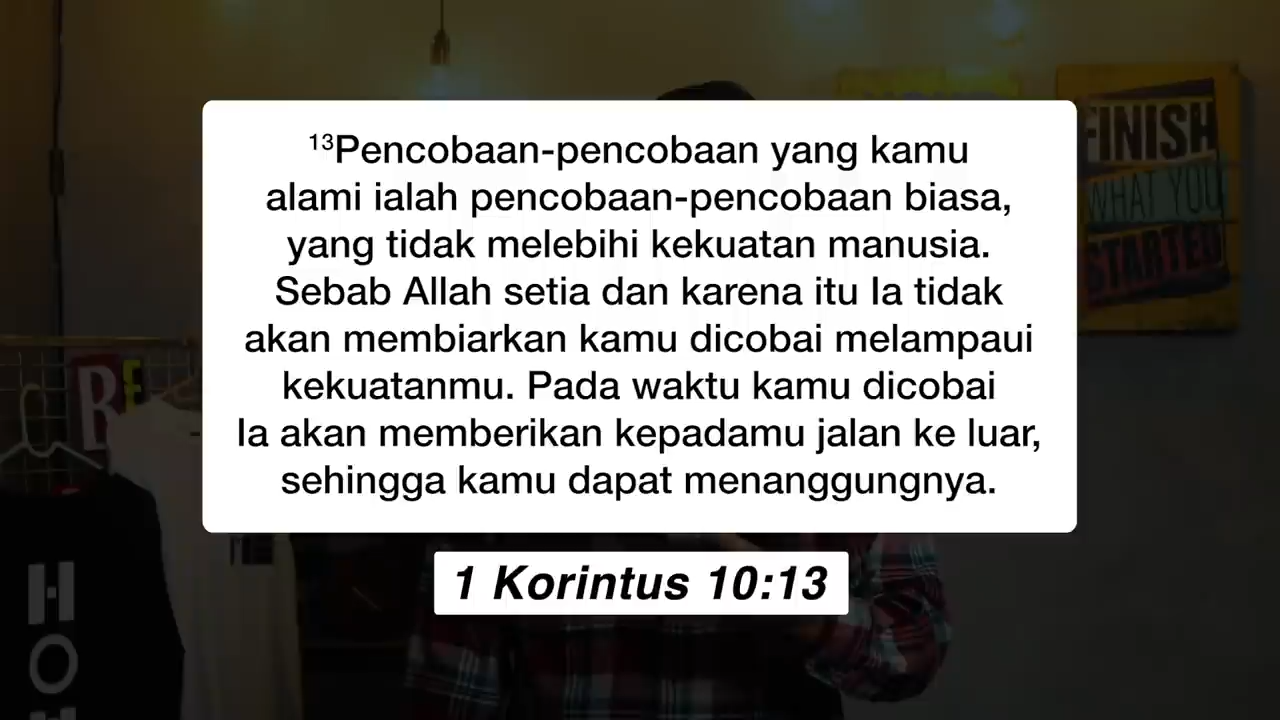 ¹³Pencobaan-pencobaan yang kamu
alami ialah pencobaan-pencobaan biasa,
yang tidak melebihi kekuatan manusia.
Sebab Allah setia dan karena itu Ia tidak
akan membiarkan kamu dicobai melampaui
kekuatanmu. Pada waktu kamu dicobai
Ia akan memberikan kepadamu jalan ke luar,
sehingga kamu dapat menanggungnya.
1 Korintus 10:13
FINISH
WHAT YOU
STARTED
BE
HO